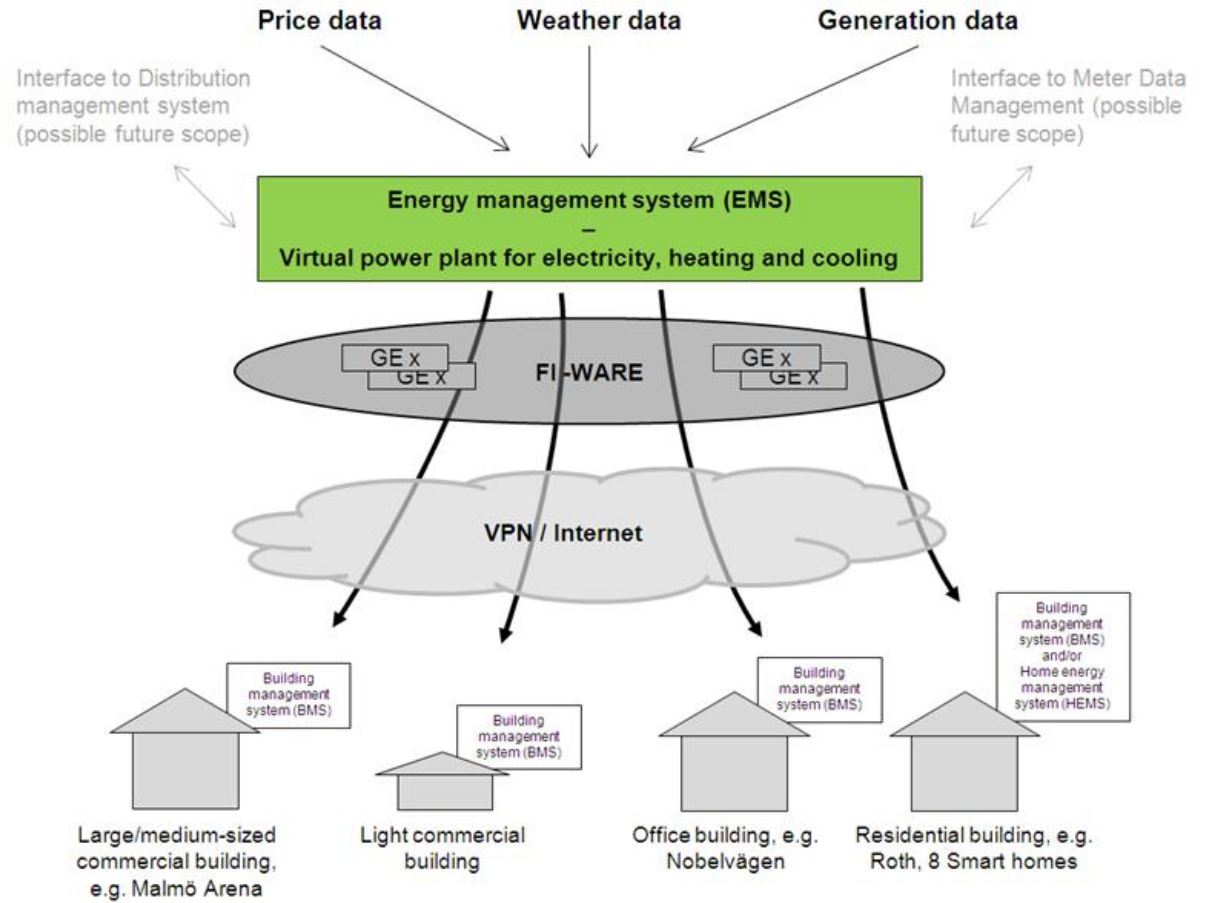 Price data
Weather data
Generation data
Interface to Distribution
management system
(possible future scope)
Interface to Meter Data
Management (possible
future scope)
Energy management system (EMS)
–
Virtual power plant for electricity, heating and cooling
GE x
GE x
FI-WARE
GE x
GE x
VPN / Internet
Building
management
system (BMS)
Building
management
system (BMS)
Building
management
system (BMS)
Building
management
system (BMS)
and/or
Home energy
management
system (HEMS)
Large/medium-sized
commercial building,
e.g. Malmö Arena
Light commercial
building
Office building, e.g.
Nobelvägen
Residential building, e.g.
Roth, 8 Smart homes